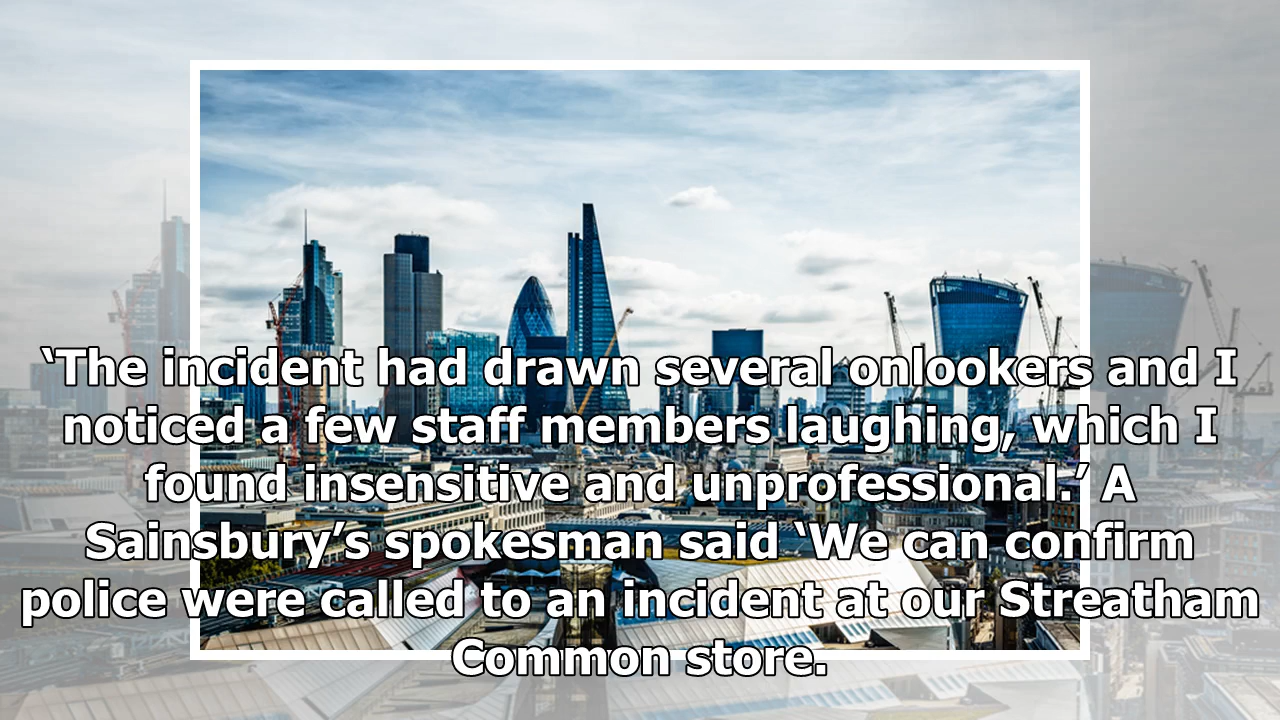 ‘The incident had drawn several onlookers and I
noticed a few staff members laughing, which I
found insensitive and unprofessional.’ A
Sainsbury’s spokesman said ‘We can confirm
police were called to an incident at our Streatham
Common store.